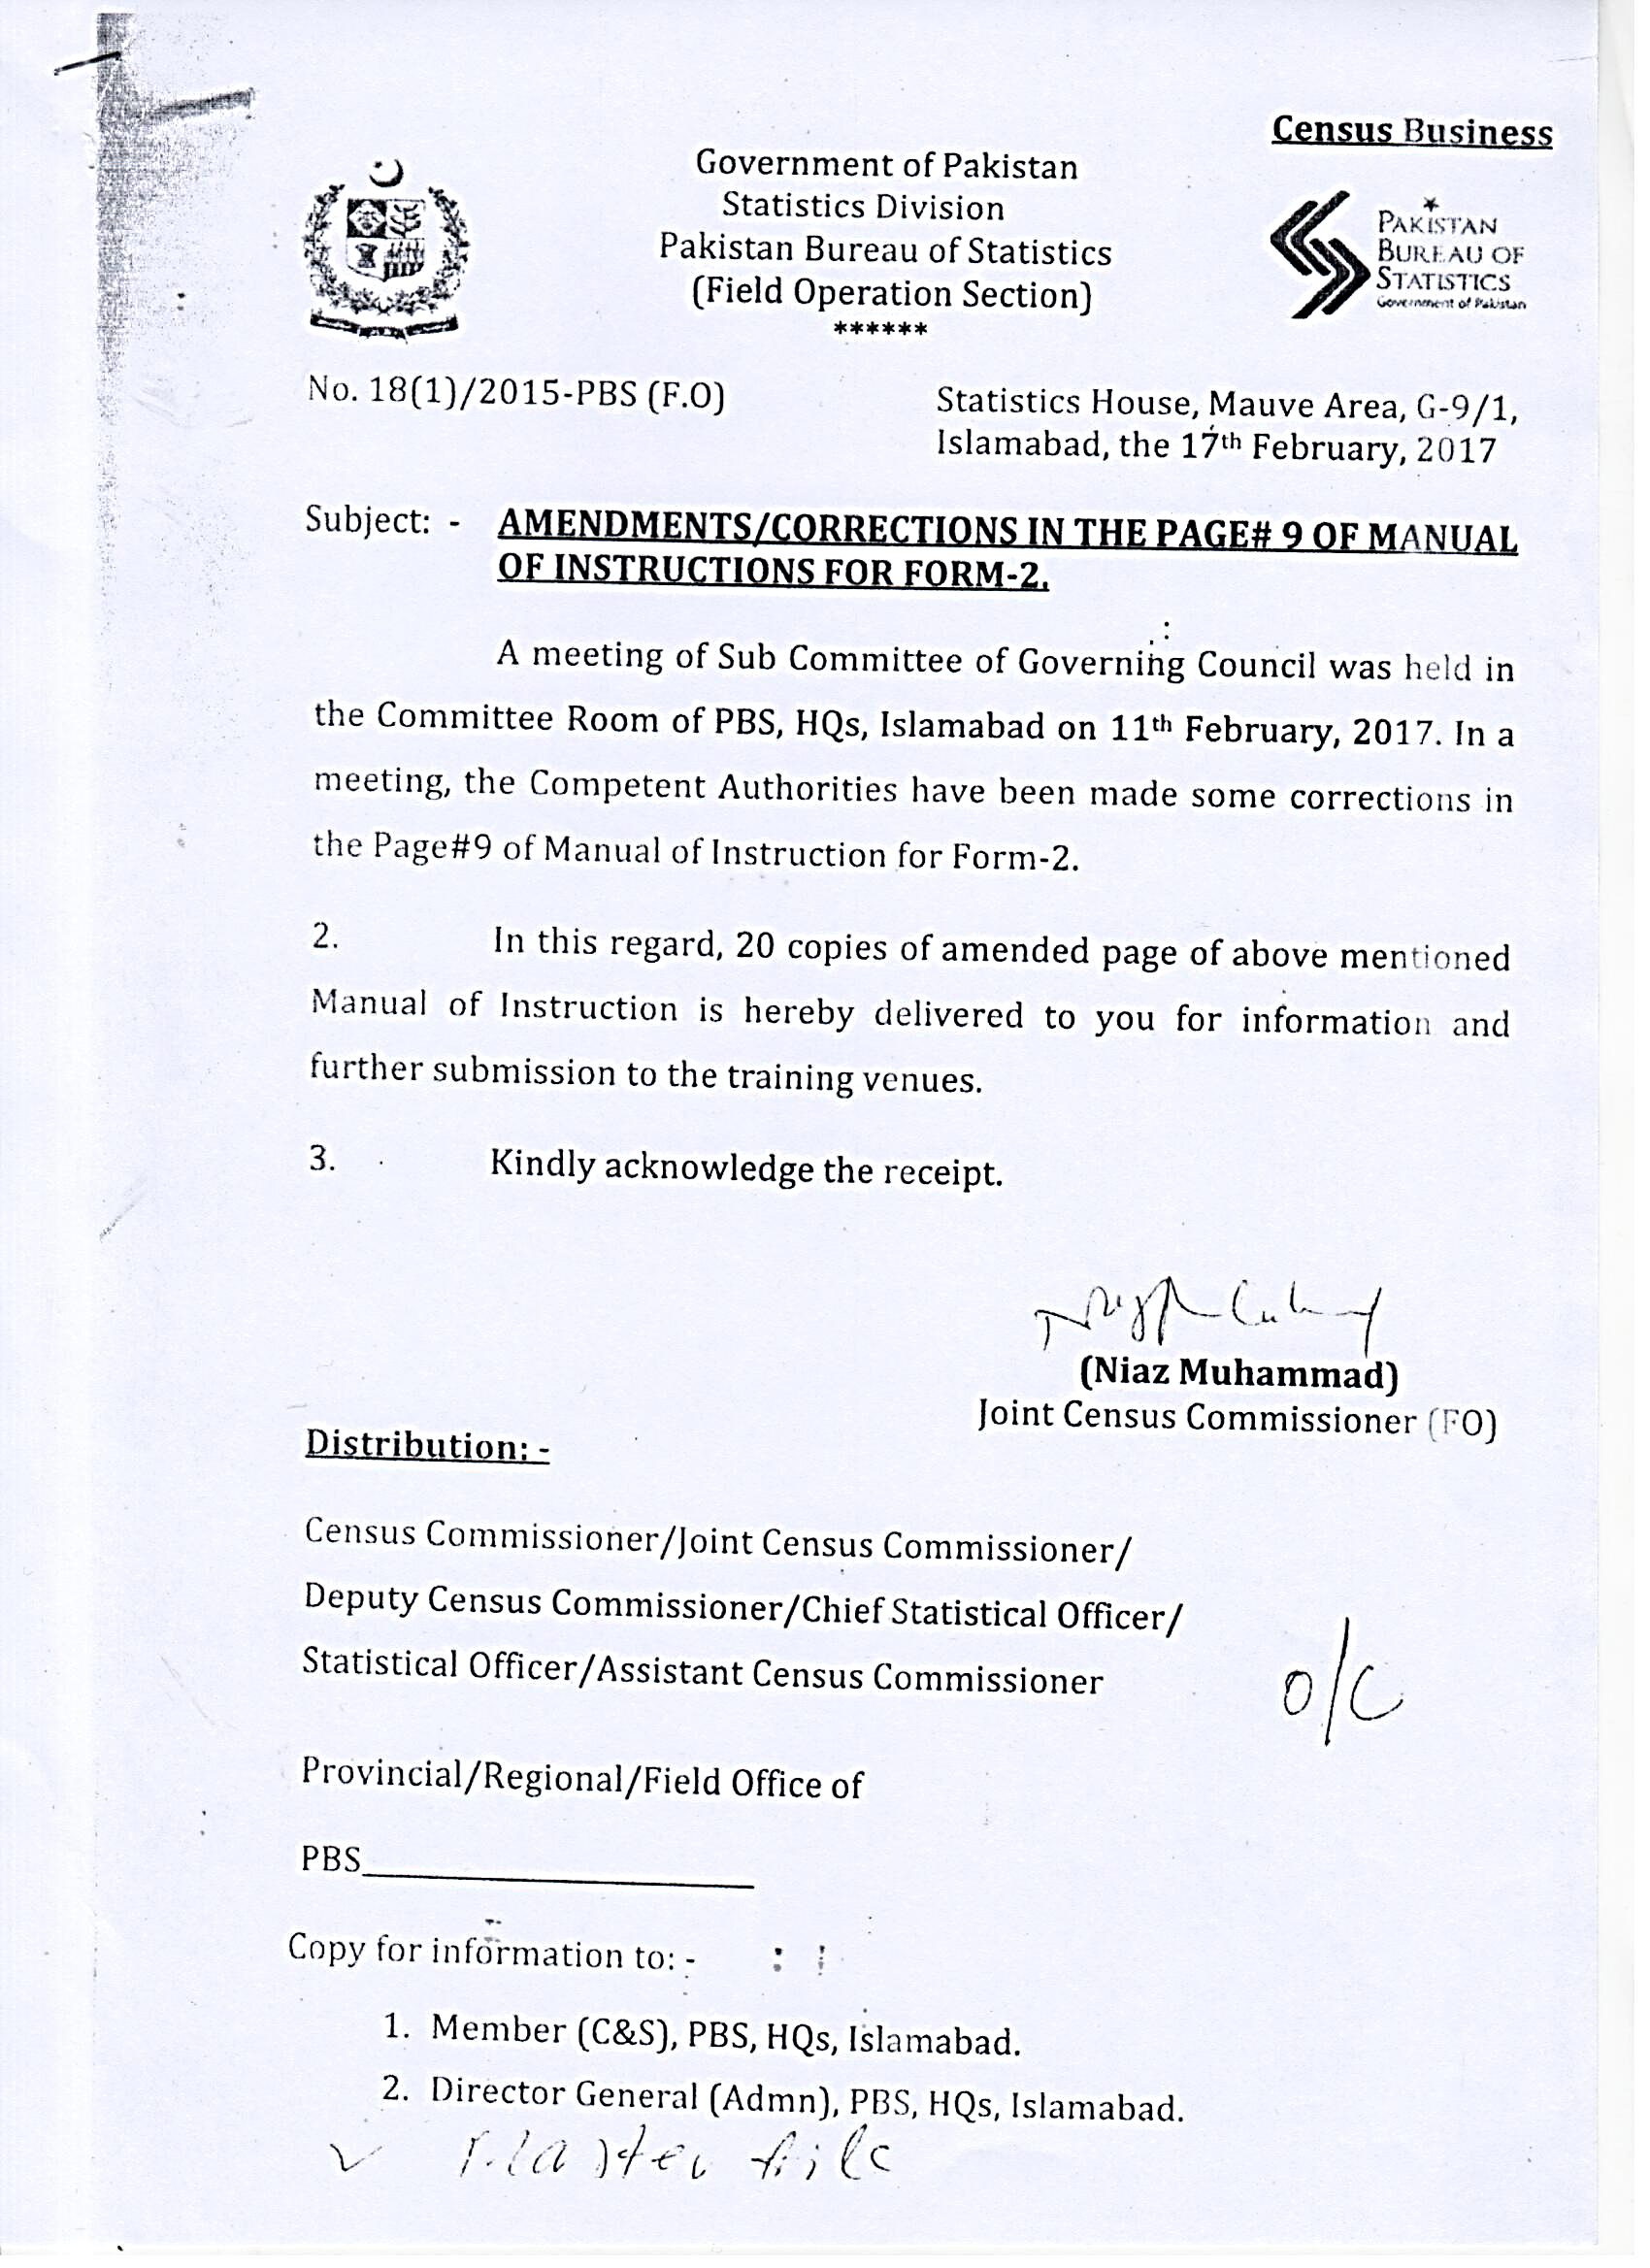 Census Business
Government of Pakistan
Statistics Division
Pakistan Bureau of Statistics
(Field Operation Section)
******
PAKISTAN
BUREAU OF
STATISTICS
Government of Pakistan
No. 18(1)/2015-PBS (F.O)
Statistics House, Mauve Area, G-9/1,
Islamabad, the 17th February, 2017
Subject: - AMENDMENTS/CORRECTIONS IN THE PAGE# 9 OF MANUAL
OF INSTRUCTIONS FOR FORM-2.
A meeting of Sub Committee of Governing Council was held in
the Committee Room of PBS, HQs, Islamabad on 11th February, 2017. In a
meeting, the Competent Authorities have been made some corrections in
the Page#9 of Manual of Instruction for Form-2.
2. In this regard, 20 copies of amended page of above mentioned
Manual of Instruction is hereby delivered to you for information and
further submission to the training venues.
3. Kindly acknowledge the receipt.
(Niaz Muhammad)
Joint Census Commissioner (FO)
Distribution: -
Census Commissioner/Joint Census Commissioner/
Deputy Census Commissioner/Chief Statistical Officer/
Statistical Officer/Assistant Census Commissioner
o/c
Provincial/Regional/Field Office of
PBS____________________
Copy for information to: -
1. Member (C&S), PBS, HQs, Islamabad.
2. Director General (Admn), PBS, HQs, Islamabad.
Master file